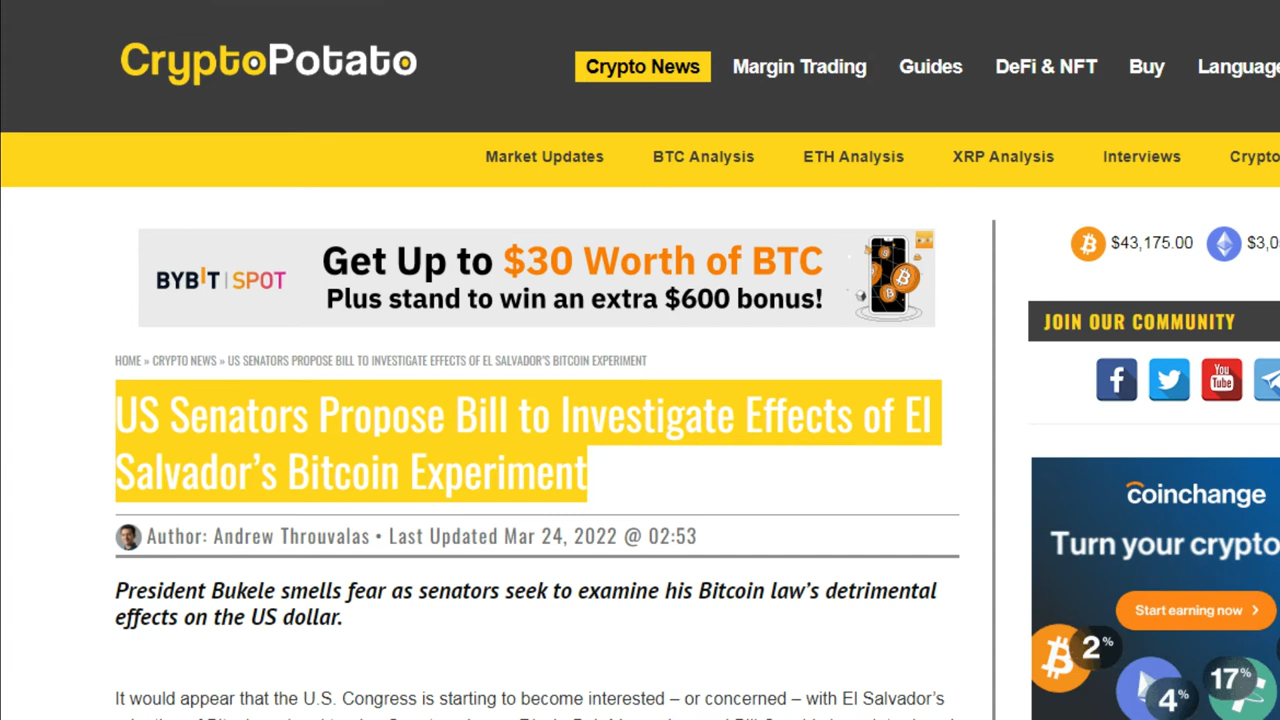 CryptoPotato
Crypto News Margin Trading Guides DeFi & NFT Buy Language
Market Updates BTC Analysis ETH Analysis XRP Analysis Interviews Crypto
BYBIT | SPOT
Get Up to $30 Worth of BTC
Plus stand to win an extra $600 bonus!
$43,175.00 $3,0
JOIN OUR COMMUNITY
You
Tube
HOME » CRYPTO NEWS » US SENATORS PROPOSE BILL TO INVESTIGATE EFFECTS OF EL SALVADOR'S BITCOIN EXPERIMENT
US Senators Propose Bill to Investigate Effects of El
Salvador's Bitcoin Experiment
Author: Andrew Throuvalas • Last Updated Mar 24, 2022 @ 02:53
President Bukele smells fear as senators seek to examine his Bitcoin law's detrimental
effects on the US dollar.
It would appear that the U.S. Congress is starting to become interested – or concerned – with El Salvador's
coinchange
Turn your crypto
Start earning now >
2%
4%
17%